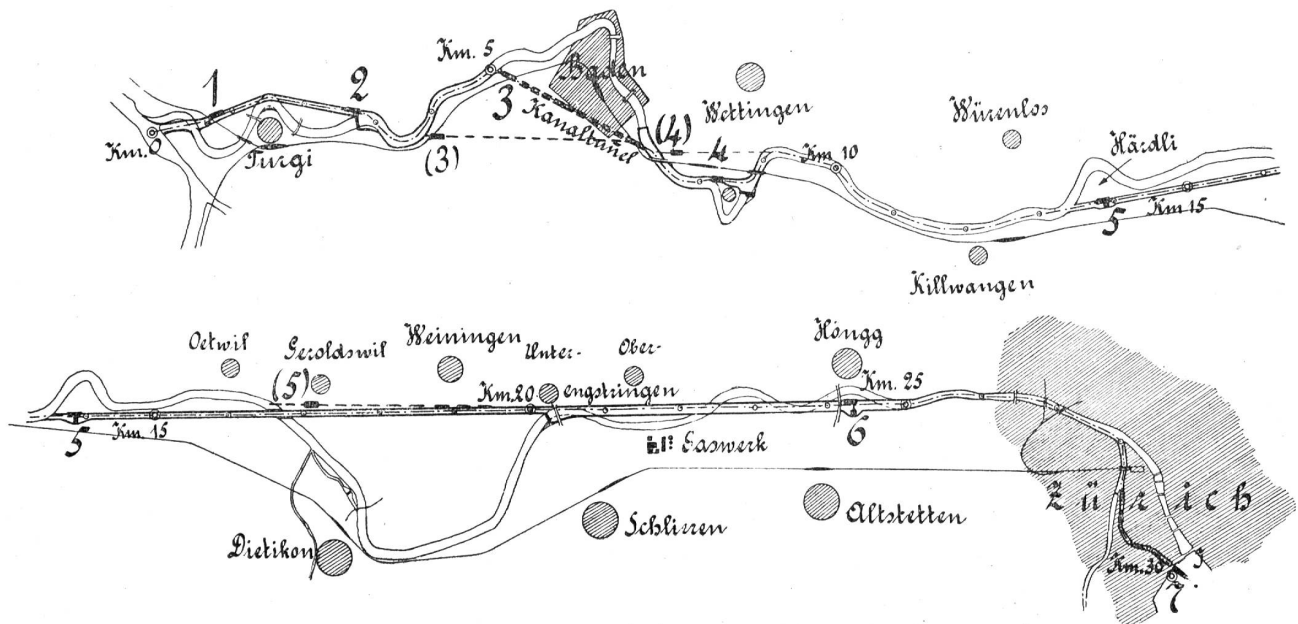 Km. 0
1
Turgi
2
(3)
Km. 5
3
Kanaltunel
Baden
(4)
4
Wettingen
Km 10
Würenlos
Killwangen
Härdli
5
Km 15
5
Km 15
Oetwil
(5)
Geroldswil
Weiningen
Km.20
Unter-
Ober-
engstringen
Gaswerk
Dietikon
Schlieren
Höngg
6
Km. 25
Altstetten
Zürich
Km.30
7